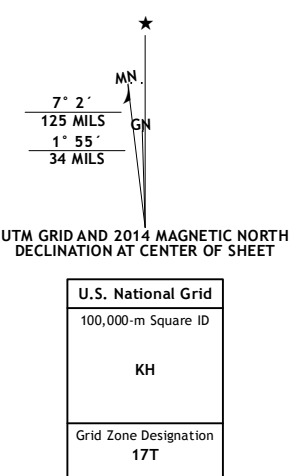 MN
7° 2´
125 MILS
GN
1° 55´
34 MILS
UTM GRID AND 2014 MAGNETIC NORTH
DECLINATION AT CENTER OF SHEET
U.S. National Grid
100,000-m Square ID
KH
Grid Zone Designation
17T